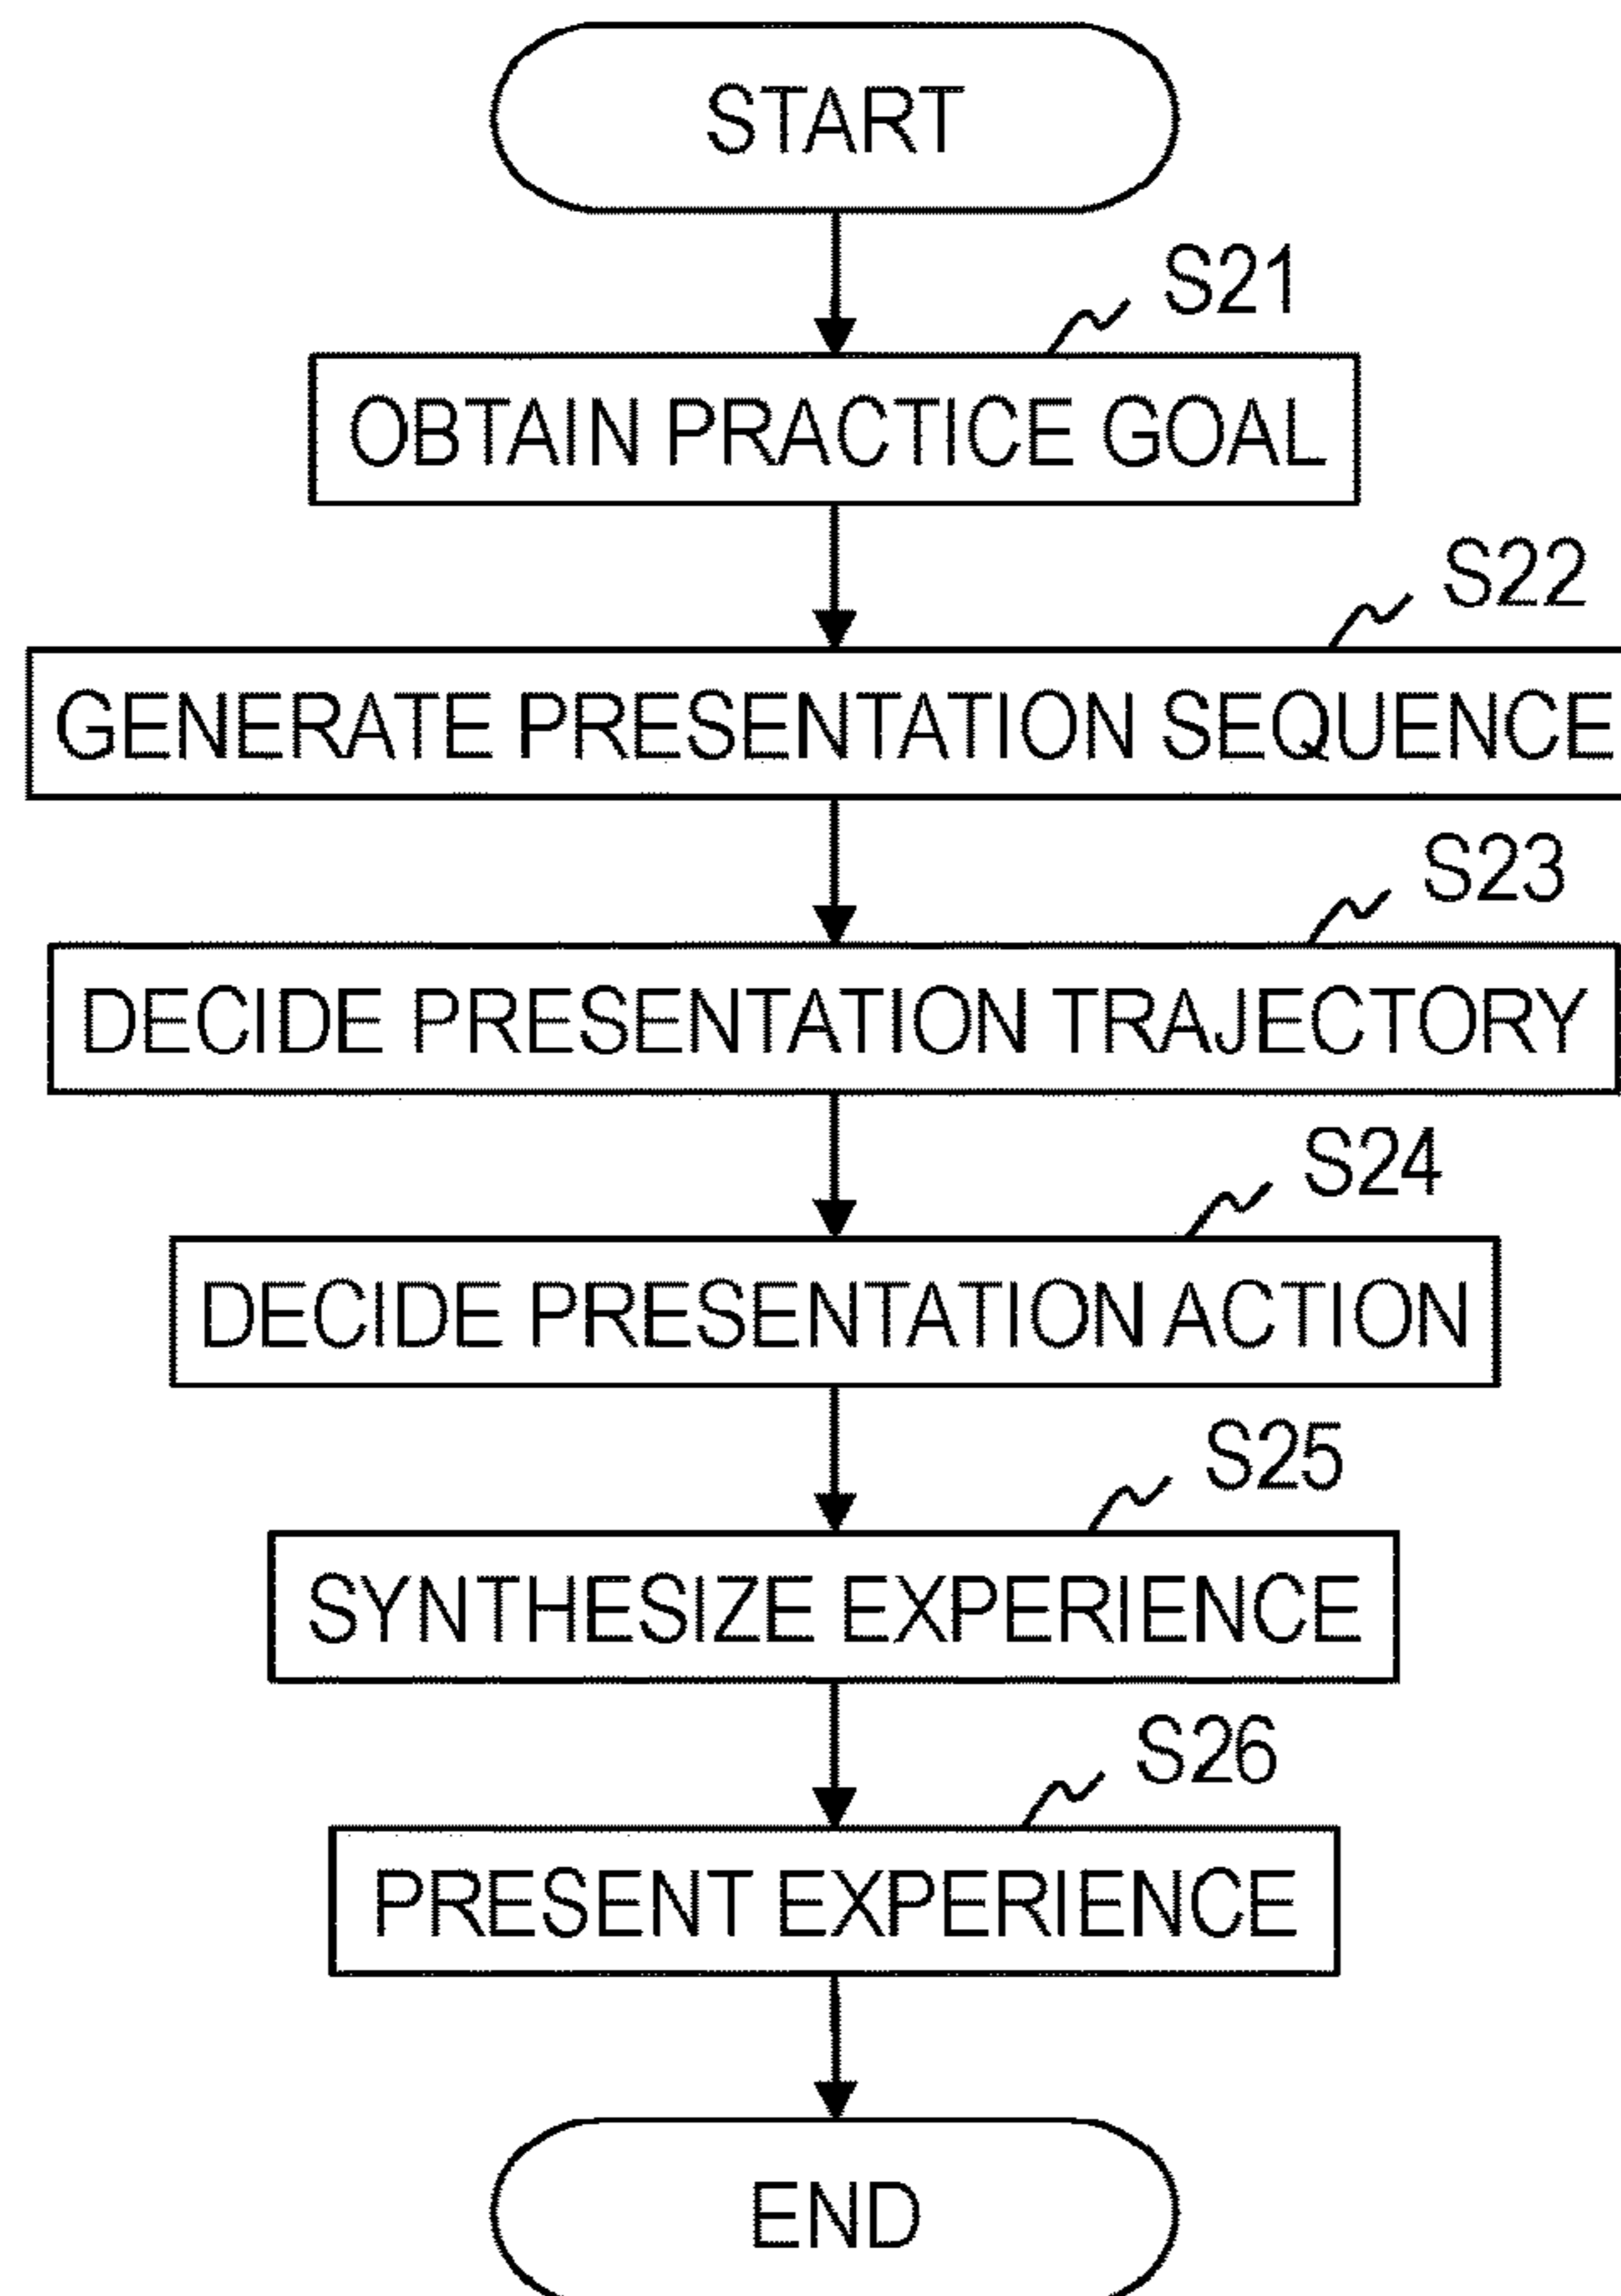 START
S21
OBTAIN PRACTICE GOAL
S22
GENERATE PRESENTATION SEQUENCE
S23
DECIDE PRESENTATION TRAJECTORY
S24
DECIDE PRESENTATION ACTION
S25
SYNTHESIZE EXPERIENCE
S26
PRESENT EXPERIENCE
END